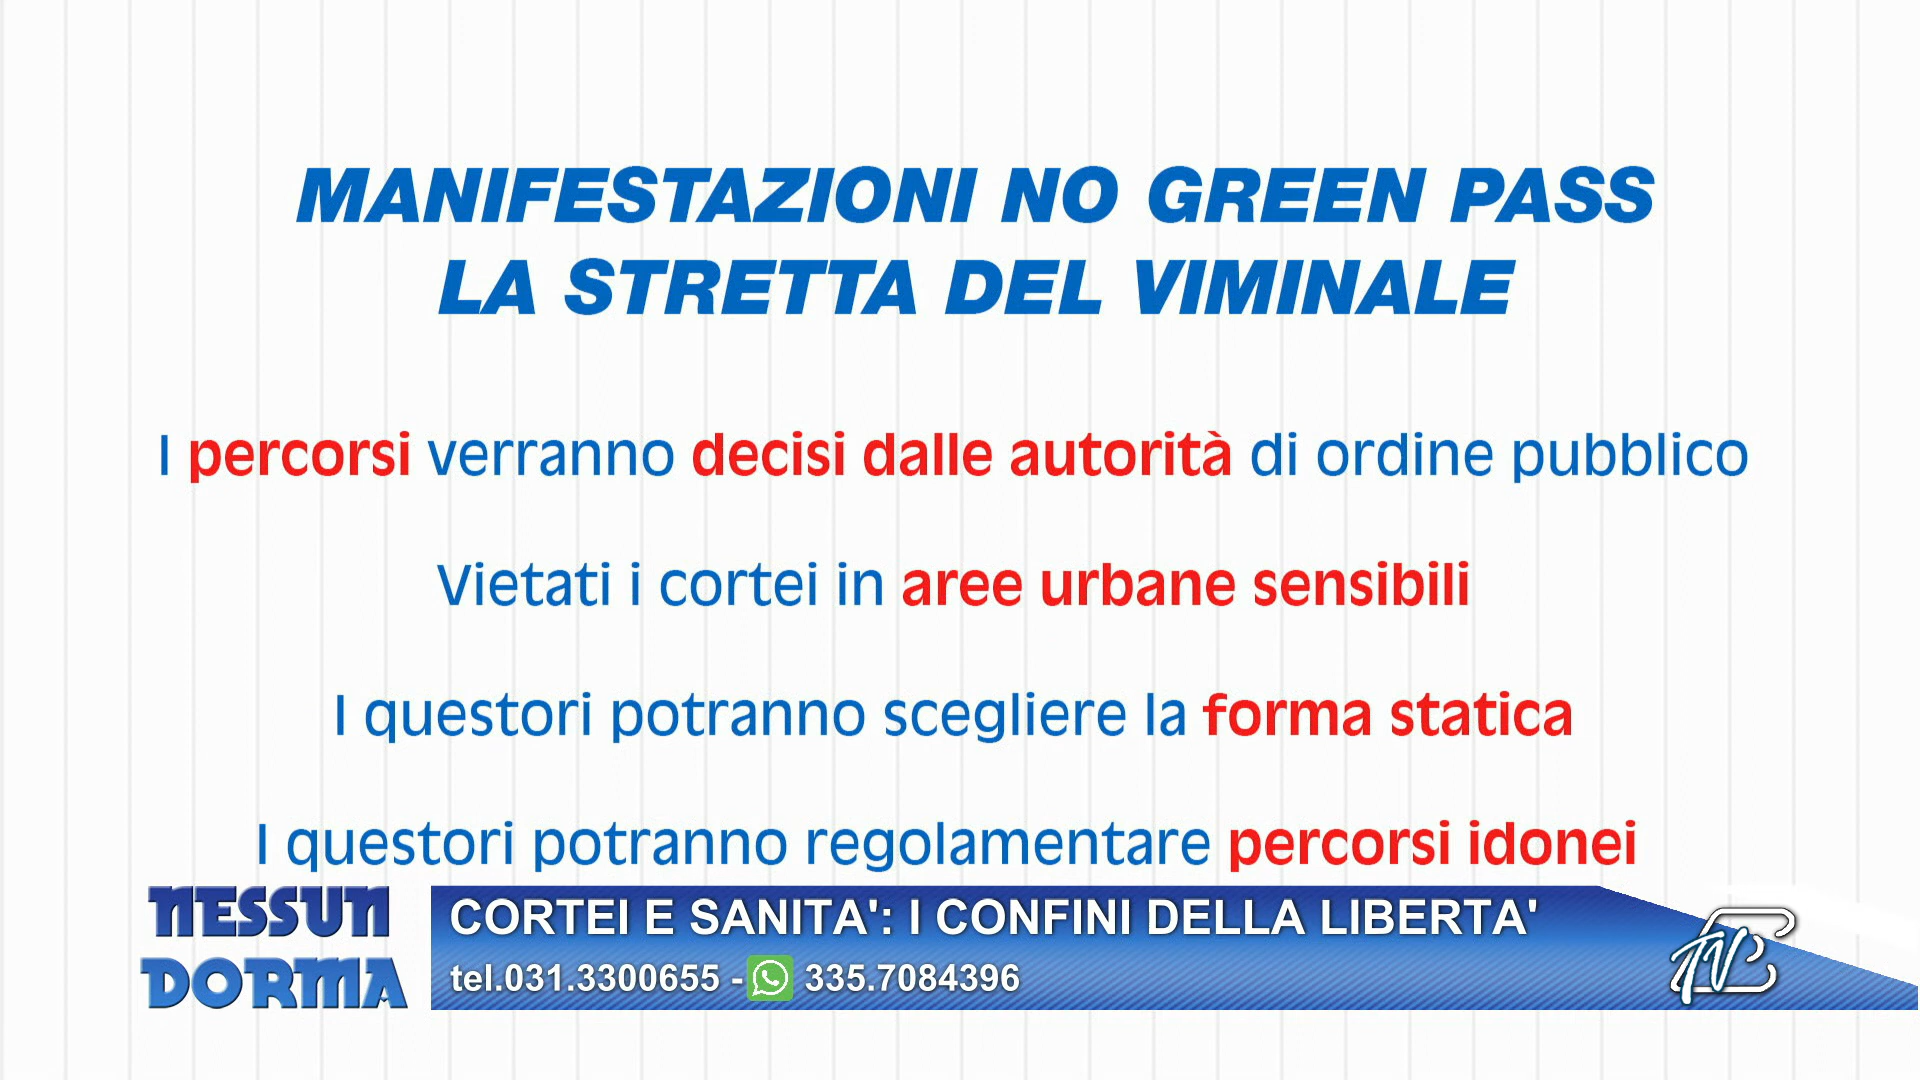 MANIFESTAZIONI NO GREEN PASS
LA STRETTA DEL VIMINALE
I percorsi verranno decisi dalle autorità di ordine pubblico
Vietati i cortei in aree urbane sensibili
I questori potranno scegliere la forma statica
I questori potranno regolamentare percorsi idonei
NESSUN
DORMA
CORTEI E SANITA': I CONFINI DELLA LIBERTA'
tel.031.3300655 - 335.7084396